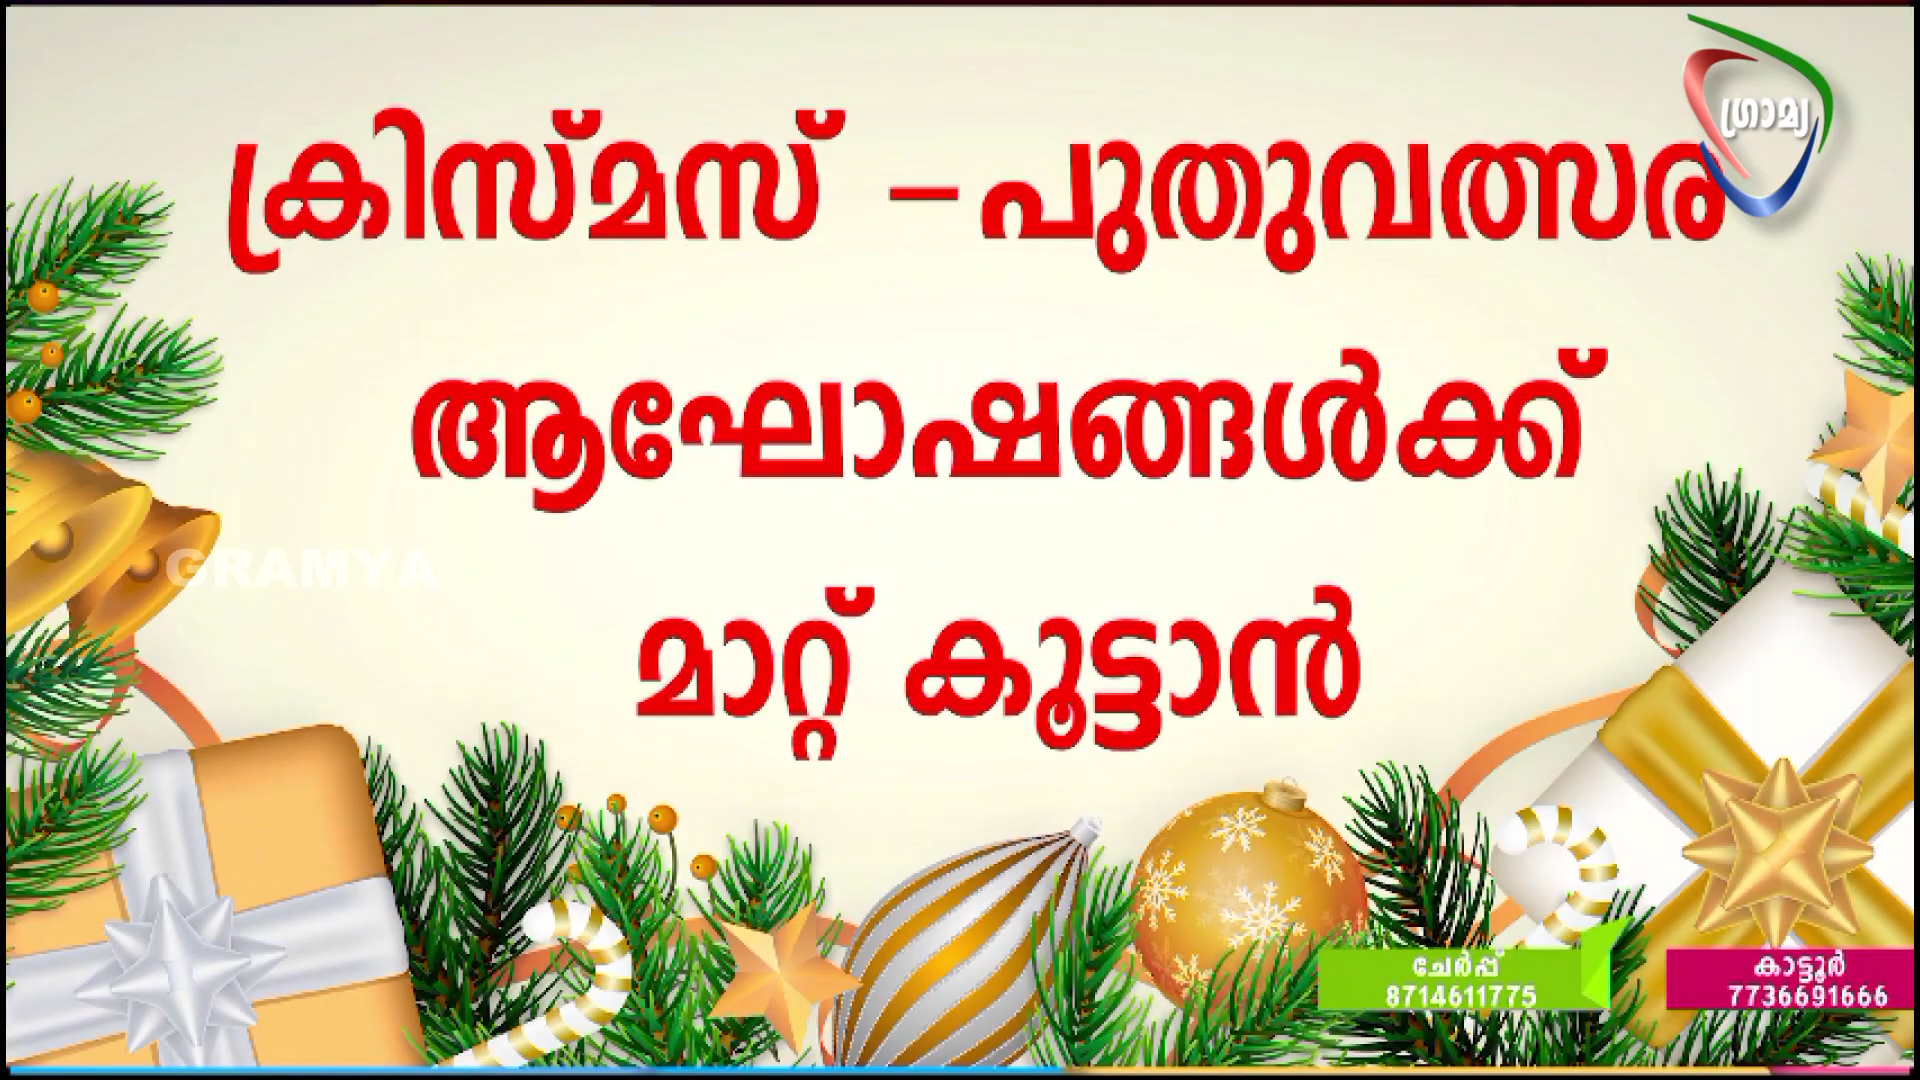 ഗ്രാമ്യ
ക്രിസ്മസ് -പുതുവത്സര
ആഘോഷങ്ങൾക്ക്
GRAMYA
മാറ്റ് കൂട്ടാൻ
ചേർപ്പ്
8714611775
കാട്ടൂർ
7736691666